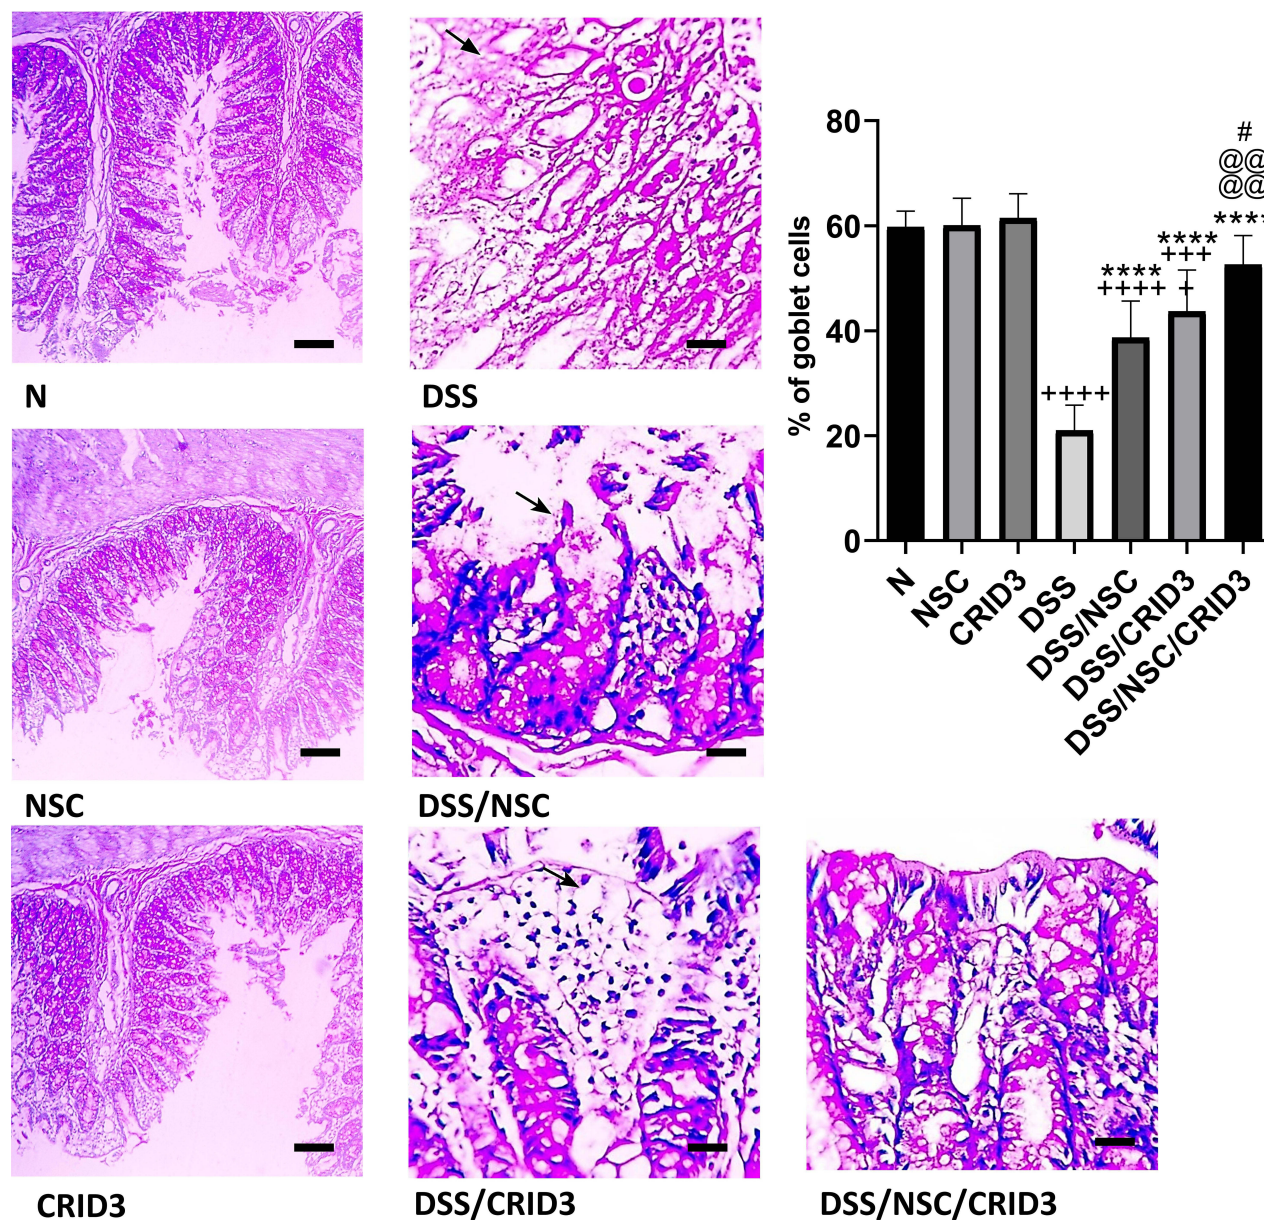 N
DSS
NSC
DSS/NSC
CRID3
DSS/CRID3
DSS/NSC/CRID3
% of goblet cells
80
60
40
20
0
++++
****
++++
****
+++
+
#
@@
@@
****
N
NSC
CRID3
DSS
DSS/NSC
DSS/CRID3
DSS/NSC/CRID3